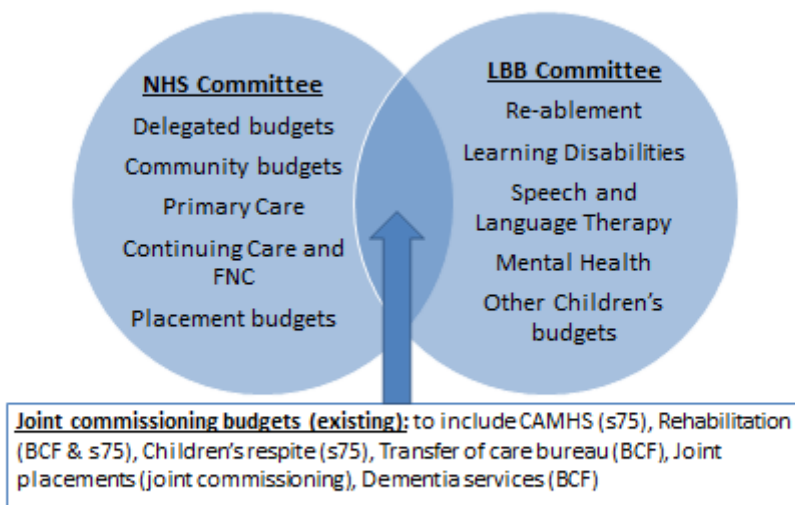 NHS Committee
Delegated budgets
Community budgets
Primary Care
Continuing Care and
FNC
Placement budgets
LBB Committee
Re-ablement
Learning Disabilities
Speech and
Language Therapy
Mental Health
Other Children's
budgets
Joint commissioning budgets (existing): to include CAMHS (s75), Rehabilitation
(BCF & s75), Children's respite (s75), Transfer of care bureau (BCF), Joint
placements (joint commissioning), Dementia services (BCF)